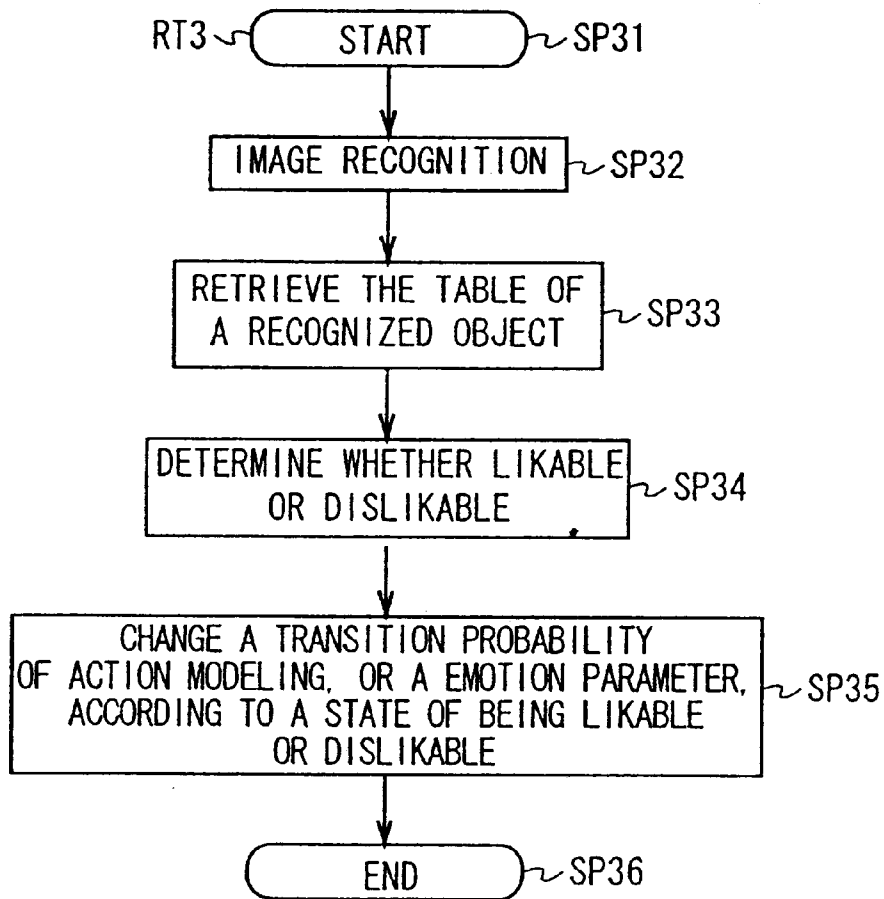 RT3 START SP31
IMAGE RECOGNITION SP32
RETRIEVE THE TABLE OF
A RECOGNIZED OBJECT SP33
DETERMINE WHETHER LIKABLE
OR DISLIKABLE SP34
CHANGE A TRANSITION PROBABILITY
OF ACTION MODELING, OR A EMOTION PARAMETER,
ACCORDING TO A STATE OF BEING LIKABLE
OR DISLIKABLE SP35
END SP36